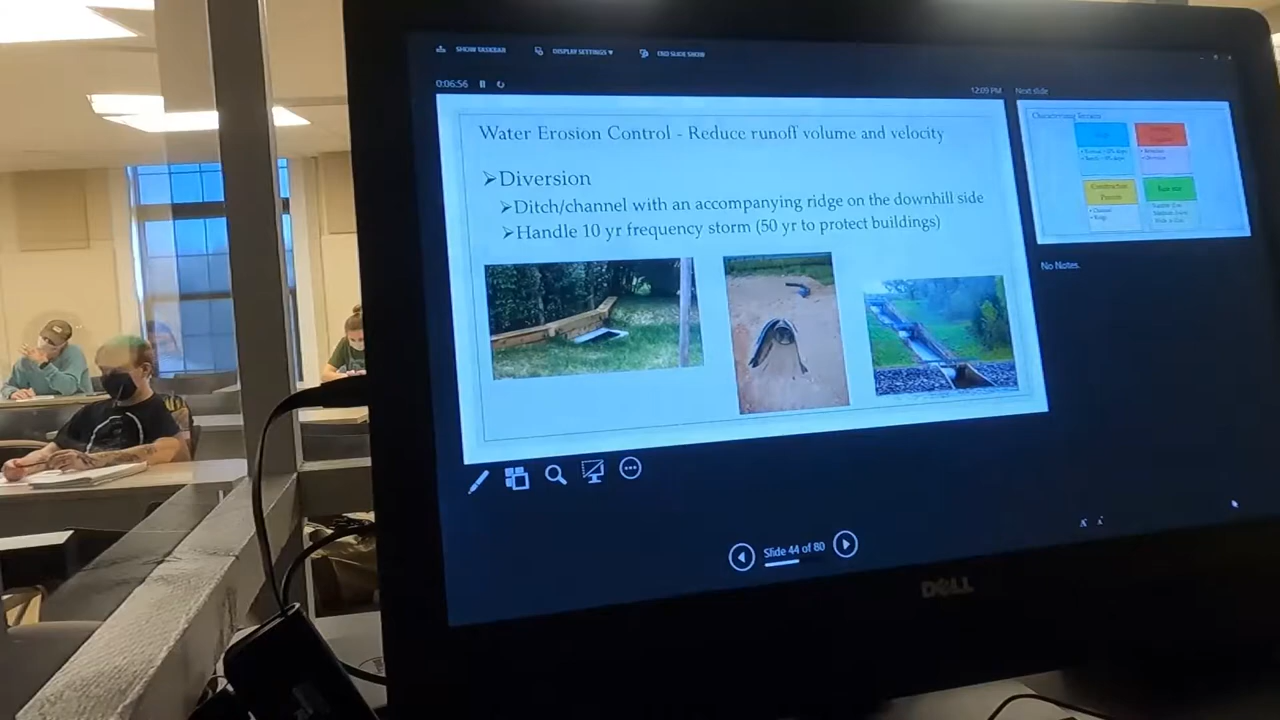 SHOW TASKBAR
DISPLAY SETTINGS ▼
END SLIDE SHOW
0:06:56
12:09 PM
Next slide
Water Erosion Control - Reduce runoff volume and velocity
➢Diversion
➢Ditch/channel with an accompanying ridge on the downhill side
➢Handle 10 yr frequency storm (50 yr to protect buildings)
No Notes.
Slide 44 of 80
DELL